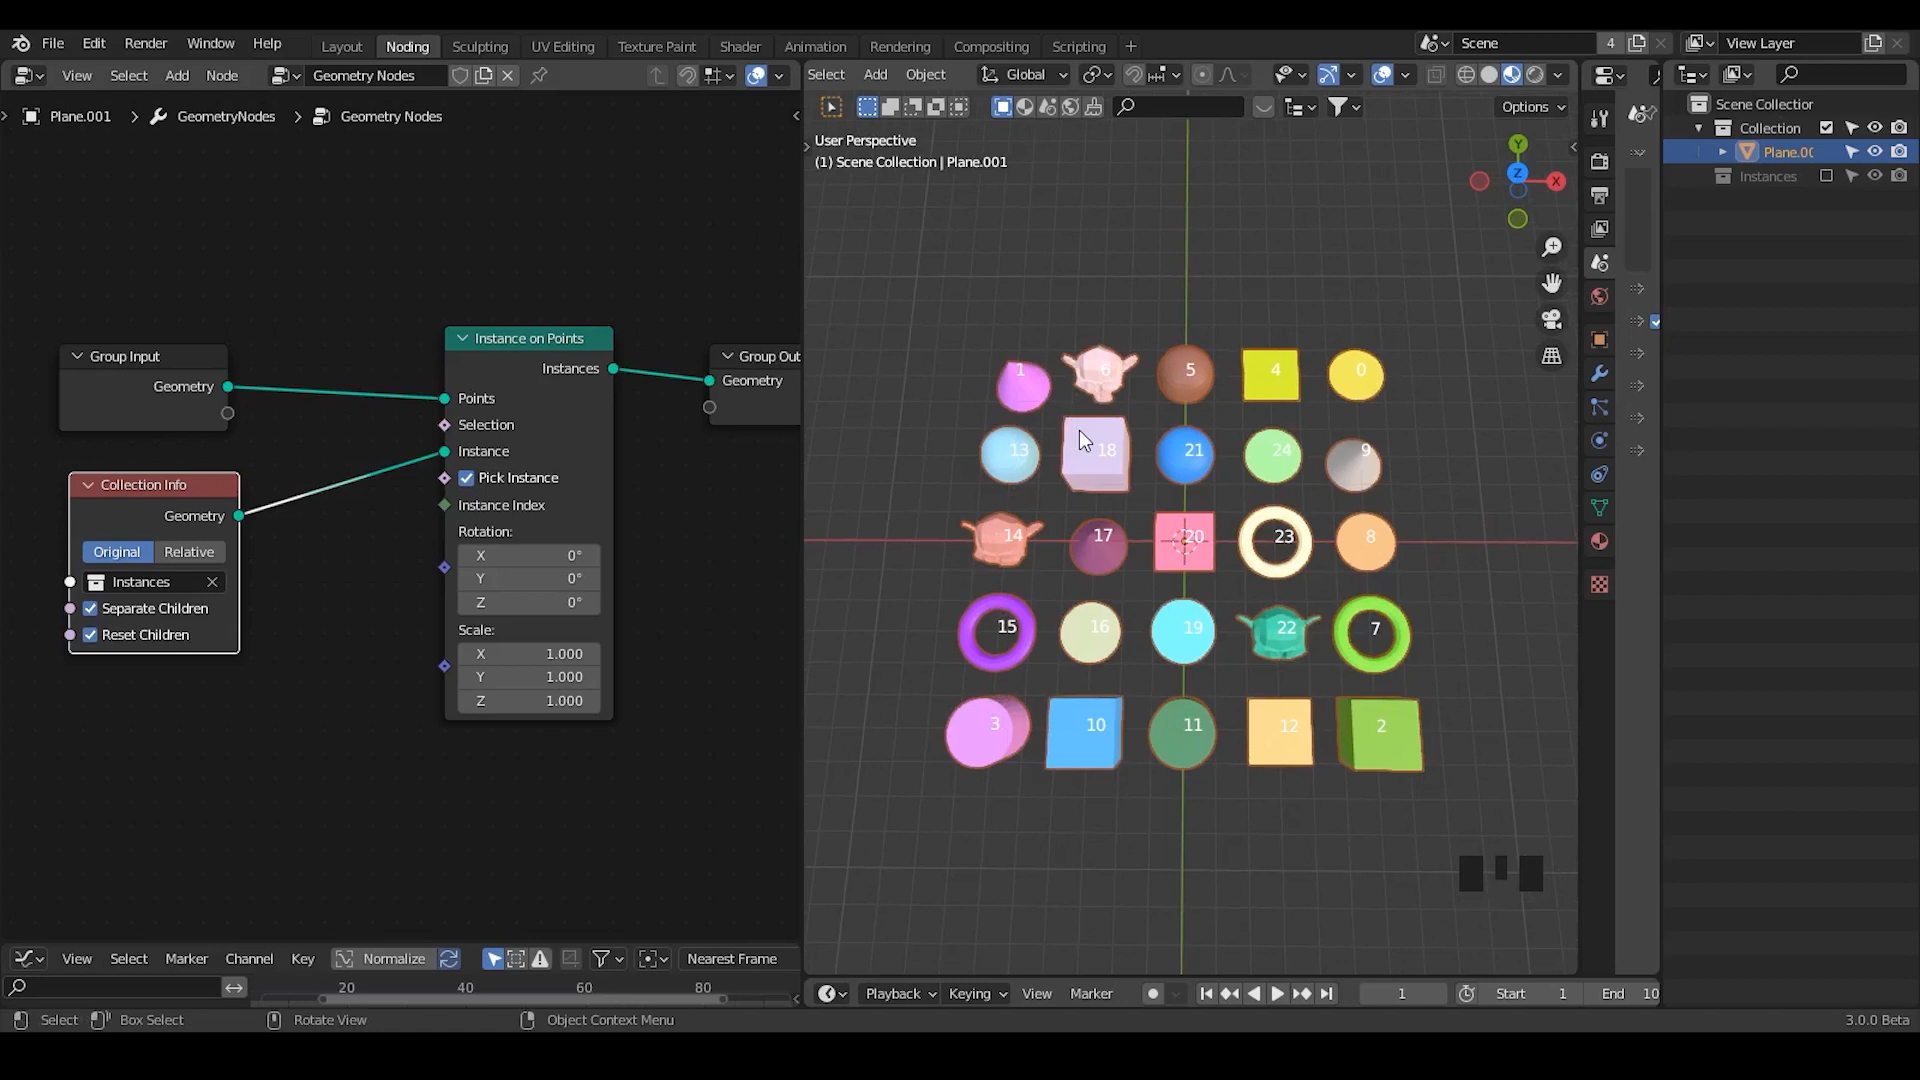 File Edit Render Window Help Layout Noding Sculpting UV Editing Texture Paint Shader Animation Rendering Compositing Scripting + Scene 4 View Layer
View Select Add Node Geometry Nodes Select Add Object Global
Options
Plane.001 > GeometryNodes > Geometry Nodes
User Perspective
(1) Scene Collection | Plane.001
Y
Z
X
Scene Collection
Collection
Plane.00
Instances
Group Input
Geometry
Collection Info
Geometry
Original Relative
Instances
Separate Children
Reset Children
Instance on Points
Instances
Points
Selection
Instance
Pick Instance
Instance Index
Rotation:
X 0°
Y 0°
Z 0°
Scale:
X 1.000
Y 1.000
Z 1.000
Group Out
Geometry
1 6 5 4 0
13 18 21 24 9
14 17 20 23 8
15 16 19 22 7
3 10 11 12 2
View Select Marker Channel Key Normalize Nearest Frame
20 40 60 80
Playback Keying View Marker 1 Start 1 End 10
Select Box Select Rotate View Object Context Menu 3.0.0 Beta